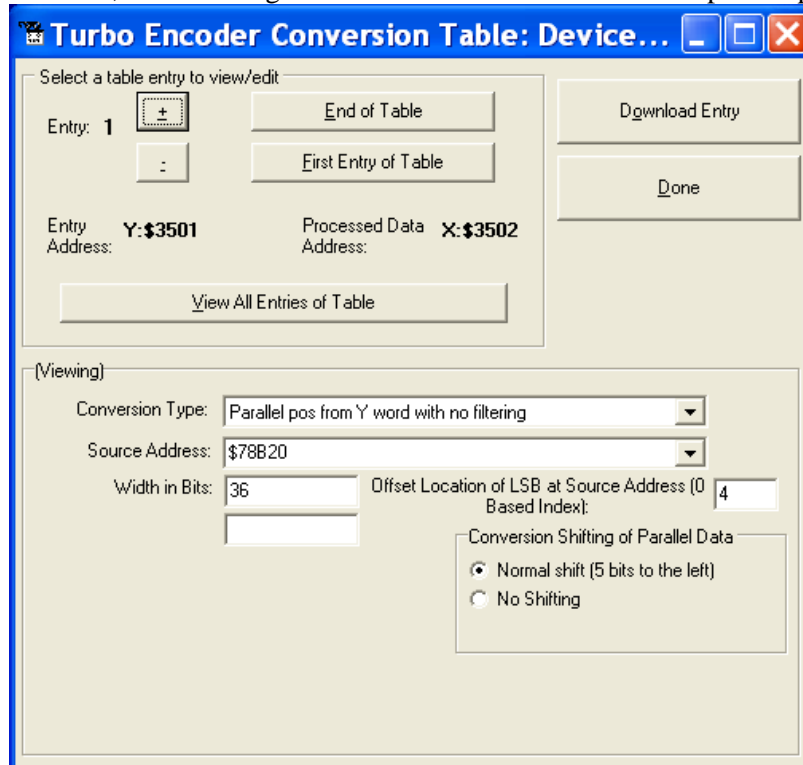 Turbo Encoder Conversion Table: Device...
Select a table entry to view/edit
Entry: 1
+
End of Table
Download Entry
-
First Entry of Table
Done
Entry Address: Y:$3501
Processed Data Address: X:$3502
View All Entries of Table
(Viewing)
Conversion Type: Parallel pos from Y word with no filtering
Source Address: $78B20
Width in Bits: 36
Offset Location of LSB at Source Address (0
Based Index): 4
Conversion Shifting of Parallel Data
Normal shift (5 bits to the left)
No Shifting